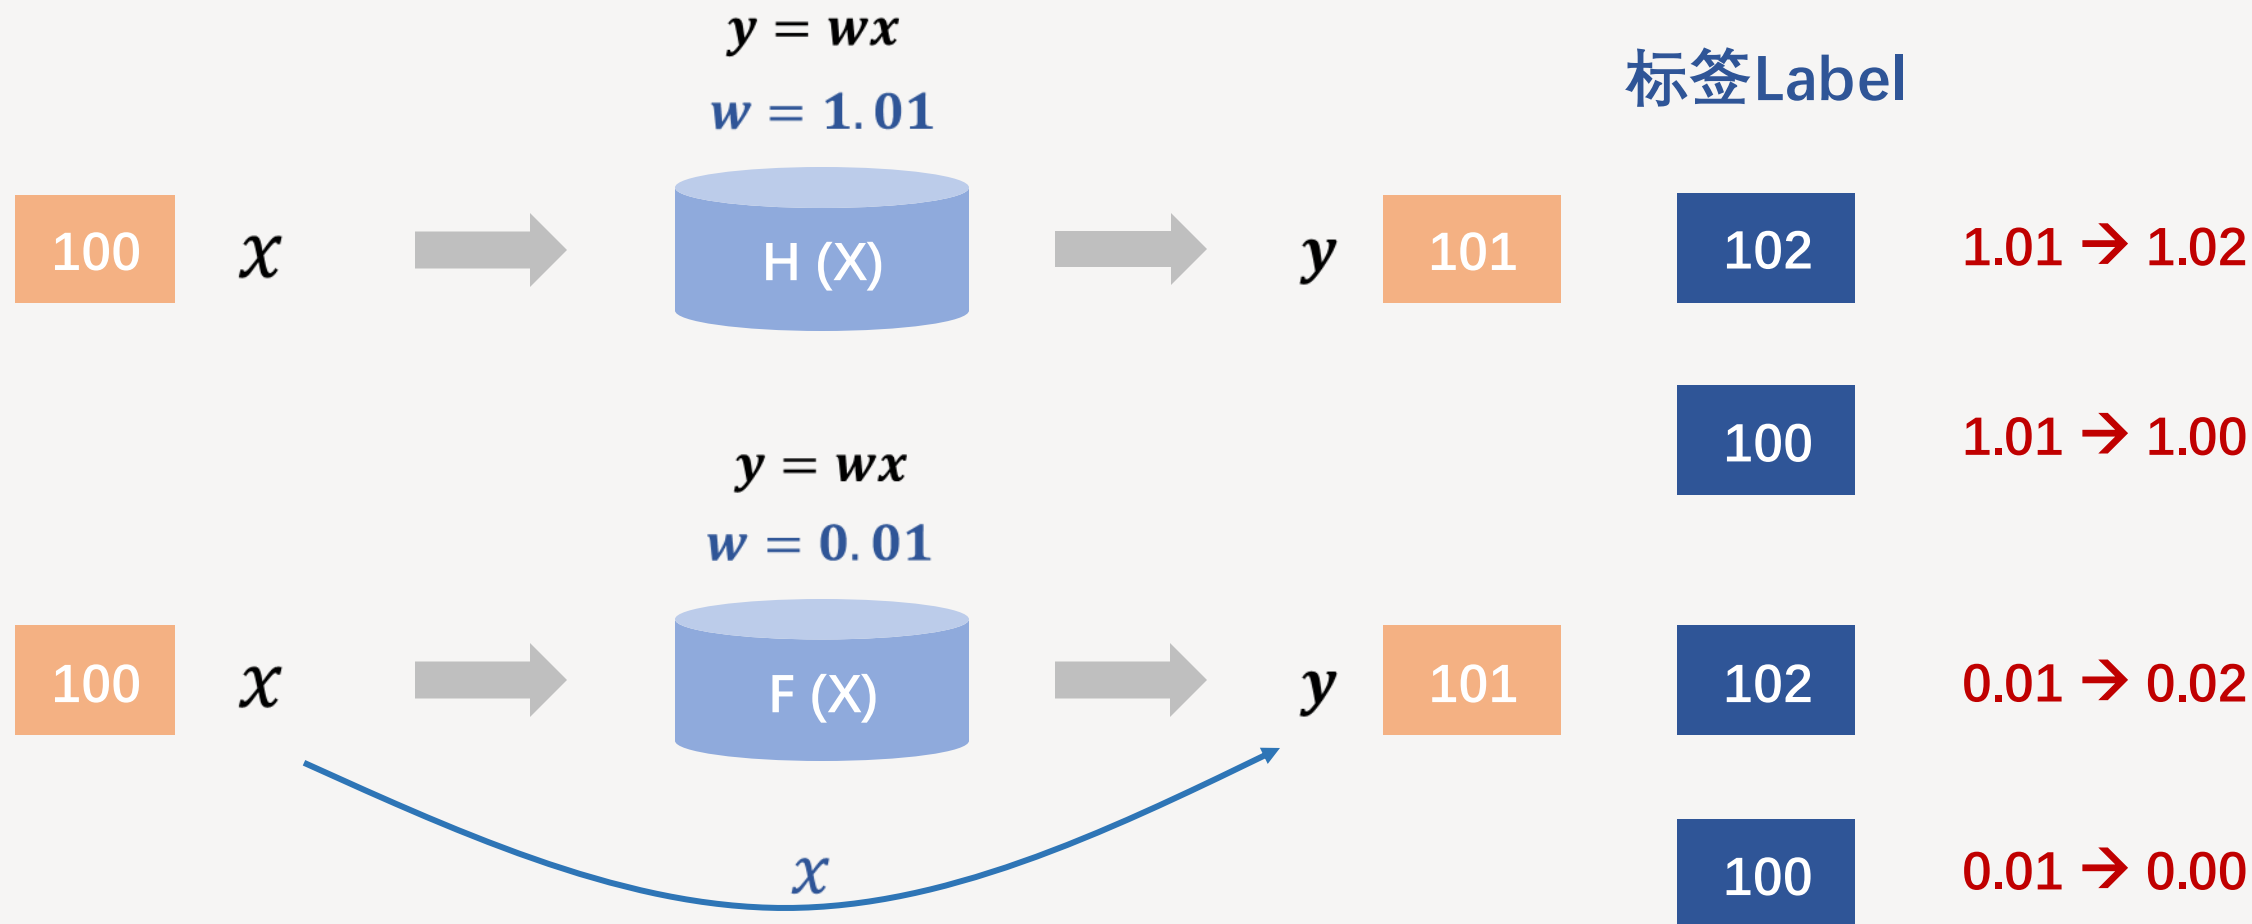 y = wx
w = 1.01
标签Label
100 x H (X) y 101 102 1.01 → 1.02
100 1.01 → 1.00
y = wx
w = 0.01
100 x F (X) y 101 102 0.01 → 0.02
x
100 0.01 → 0.00